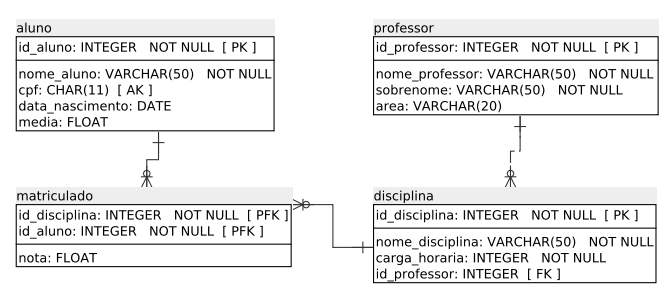 aluno
id_aluno: INTEGER NOT NULL [ PK ]
nome_aluno: VARCHAR(50) NOT NULL
cpf: CHAR(11) [ AK ]
data_nascimento: DATE
media: FLOAT
professor
id_professor: INTEGER NOT NULL [ PK ]
nome_professor: VARCHAR(50) NOT NULL
sobrenome: VARCHAR(50) NOT NULL
area: VARCHAR(20)
matriculado
id_disciplina: INTEGER NOT NULL [ PFK ]
id_aluno: INTEGER NOT NULL [ PFK ]
nota: FLOAT
disciplina
id_disciplina: INTEGER NOT NULL [ PK ]
nome_disciplina: VARCHAR(50) NOT NULL
carga_horaria: INTEGER NOT NULL
id_professor: INTEGER [ FK ]